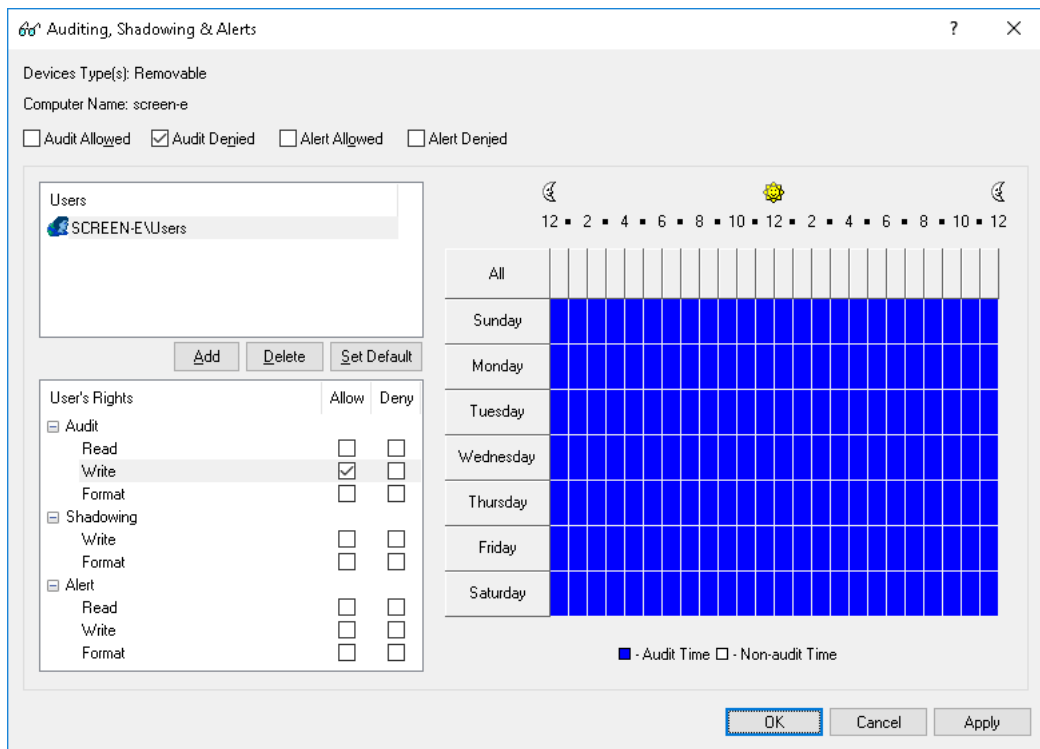 Auditing, Shadowing & Alerts
?
Devices Type(s): Removable
Computer Name: screen-e
Audit Allowed Audit Denied Alert Allowed Alert Denied
Users
SCREEN-E\Users
Add Delete Set Default
User's Rights Allow Deny
Audit
Read
Write
Format
Shadowing
Write
Format
Alert
Read
Write
Format
12 ▪ 2 ▪ 4 ▪ 6 ▪ 8 ▪ 10 ▪ 12 ▪ 2 ▪ 4 ▪ 6 ▪ 8 ▪ 10 ▪ 12
All
Sunday
Monday
Tuesday
Wednesday
Thursday
Friday
Saturday
- Audit Time - Non-audit Time
OK Cancel Apply